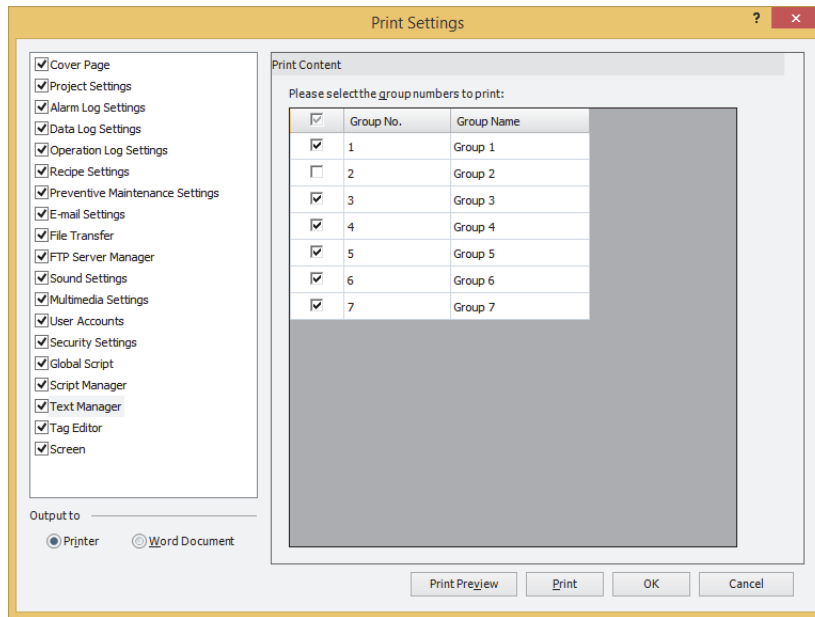 Print Settings
?
×
Cover Page
Project Settings
Alarm Log Settings
Data Log Settings
Operation Log Settings
Recipe Settings
Preventive Maintenance Settings
E-mail Settings
File Transfer
FTP Server Manager
Sound Settings
Multimedia Settings
User Accounts
Security Settings
Global Script
Script Manager
Text Manager
Tag Editor
Screen
Output to
Printer Word Document
Print Content
Please select the group numbers to print:
Group No. Group Name
1 Group 1
2 Group 2
3 Group 3
4 Group 4
5 Group 5
6 Group 6
7 Group 7
Print Preview Print OK Cancel